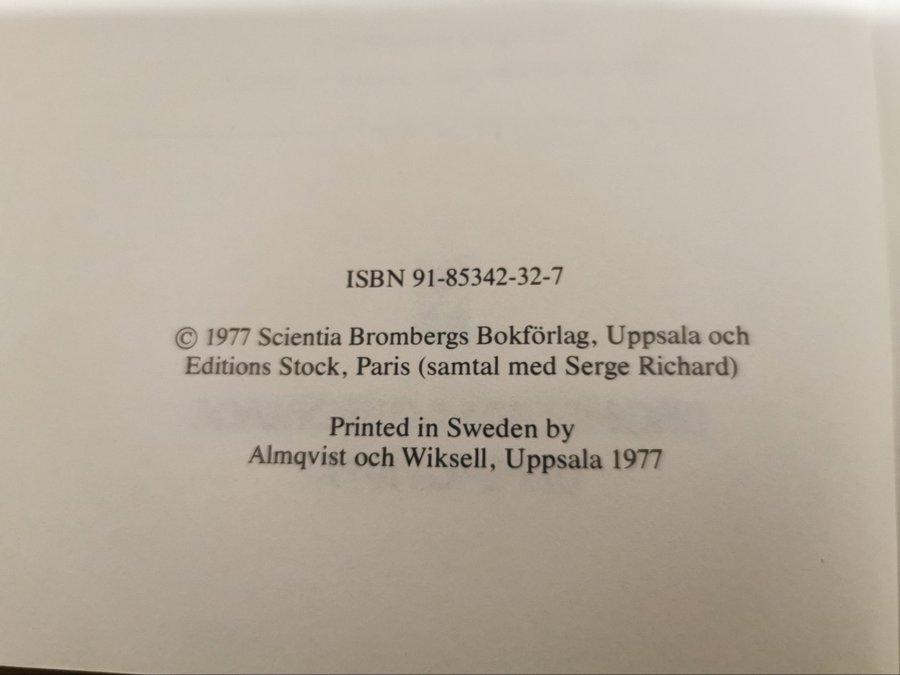 ISBN 91-85342-32-7
© 1977 Scientia Brombergs Bokförlag, Uppsala och
Editions Stock, Paris (samtal med Serge Richard)
Printed in Sweden by
Almqvist och Wiksell, Uppsala 1977